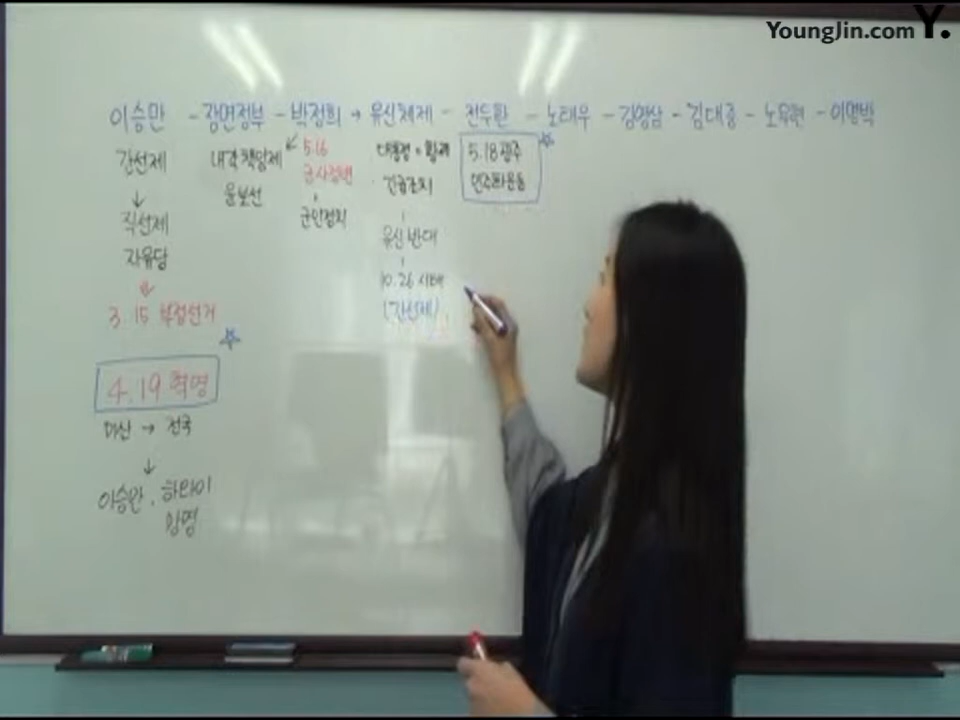 YoungJin.com Y.
이승만 - 장면정부 - 박정희 → 유신체제 - 전두환 - 노태우 - 김영삼 - 김대중 - 노무현 - 이명박
간선제
↓
직선제
자유당
⇓
3.15 부정선거
4.19 혁명
마산 → 전국
↓
이승만. 하와이
망명
내각책임제
윤보선
5.16
군사정변
군인정치
대통령 =
긴급조치
유신반대
10.26 사태
(간선제)
5.18 광주
민주화운동